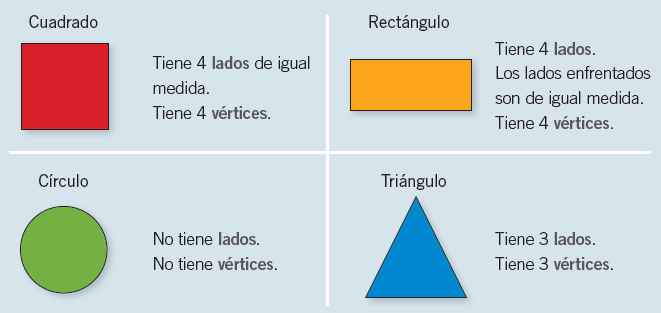 Cuadrado
Tiene 4 lados de igual
medida.
Tiene 4 vértices.
Rectángulo
Tiene 4 lados.
Los lados enfrentados
son de igual medida.
Tiene 4 vértices.
Círculo
No tiene lados.
No tiene vértices.
Triángulo
Tiene 3 lados.
Tiene 3 vértices.